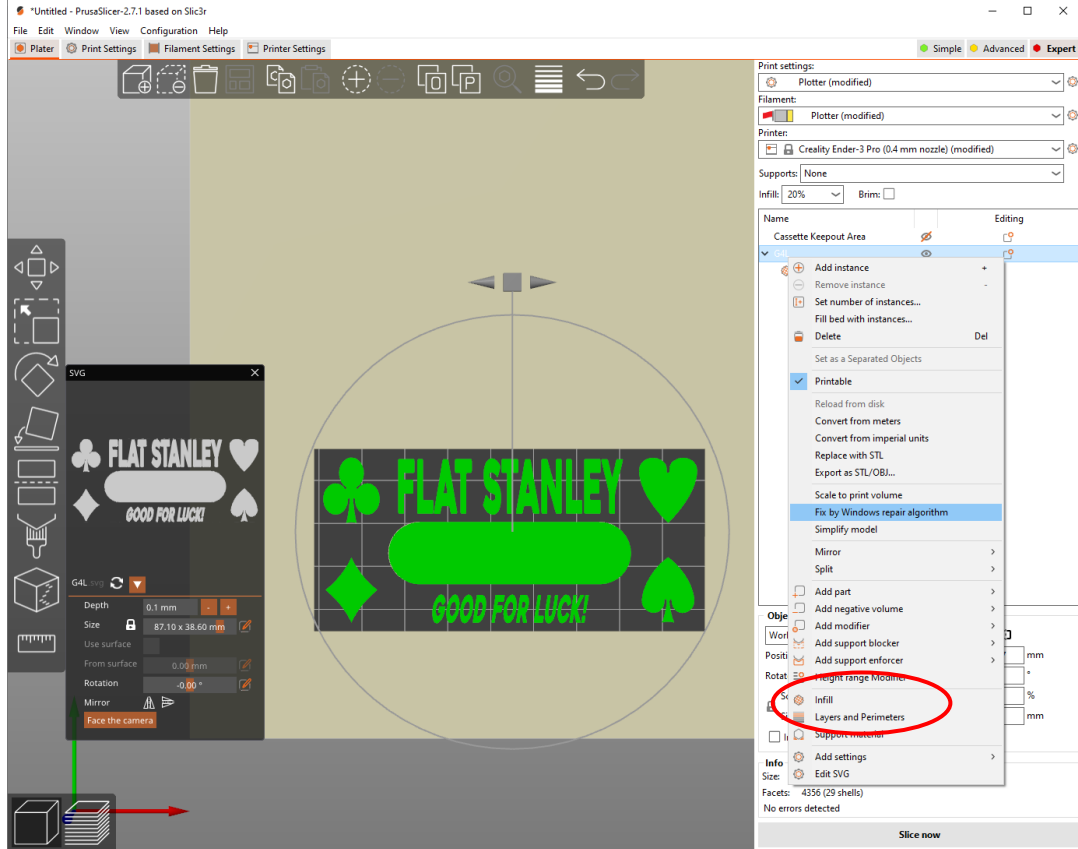 *Untitled - PrusaSlicer-2.7.1 based on Slic3r
File Edit Window View Configuration Help
Plater Print Settings Filament Settings Printer Settings Simple Advanced Expert
Print settings:
Plotter (modified)
Filament:
Plotter (modified)
Printer:
Creality Ender-3 Pro (0.4 mm nozzle) (modified)
Supports: None
Infill: 20% Brim:
Name Editing
Cassette Keepout Area
G4L
Add instance +
Remove instance -
Set number of instances...
Fill bed with instances...
Delete Del
Set as a Separated Objects
Printable
Reload from disk
Convert from meters
Convert from imperial units
Replace with STL
Export as STL/OBJ...
Scale to print volume
Fix by Windows repair algorithm
Simplify model
Mirror
Split
Add part
Add negative volume
Add modifier
Add support blocker
Add support enforcer
Height range Modifier
Infill
Layers and Perimeters
Support material
Add settings
Edit SVG
mm
°
%
mm
Info
Size:
Facets: 4356 (29 shells)
No errors detected
Slice now
SVG
FLAT STANLEY
GOOD FOR LUCK!
G4L .svg
Depth 0.1 mm - +
Size 87.10 x 38.60 mm
Use surface
From surface 0.00 mm
Rotation -0.00 °
Mirror
Face the camera
FLAT STANLEY
GOOD FOR LUCK!